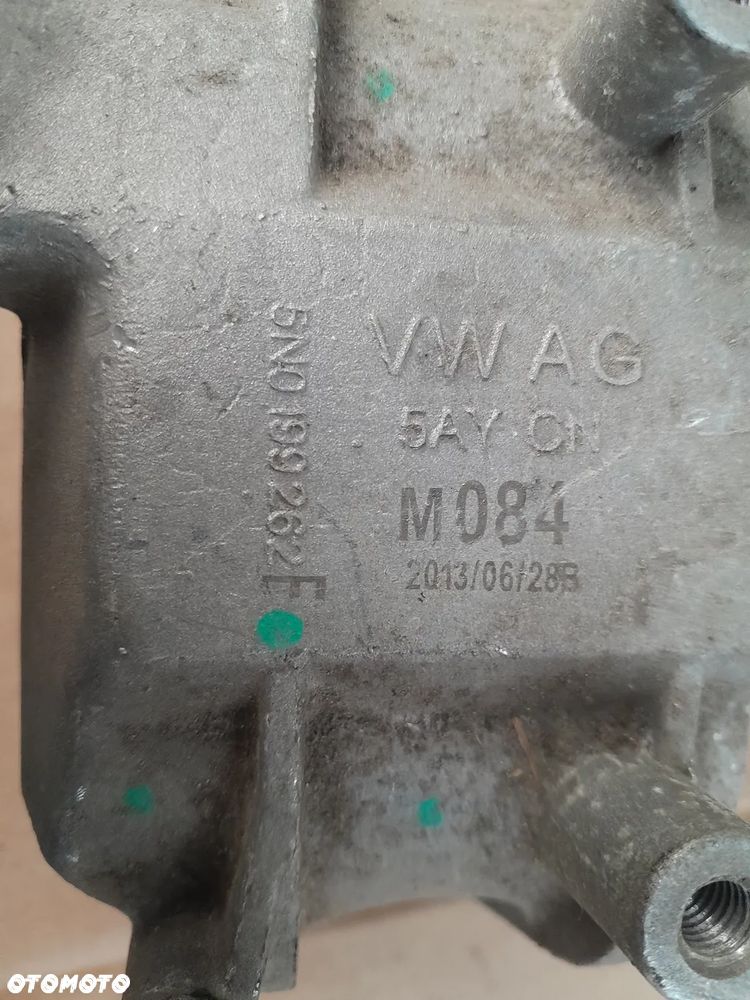 VW AG
5AY CN
M084
2013/06/28B
5N0 199 262 F
OTOMOTO